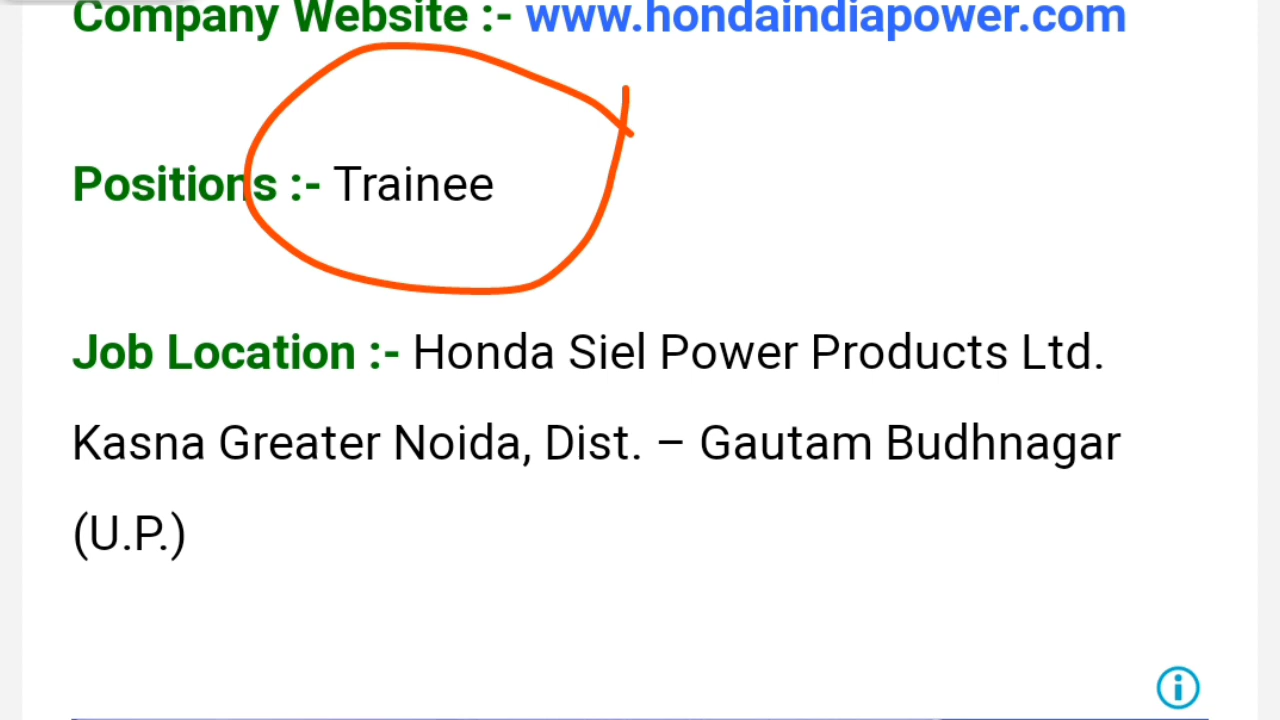 Company Website :- www.hondaindiapower.com
Positions :- Trainee
Job Location :- Honda Siel Power Products Ltd.
Kasna Greater Noida, Dist. – Gautam Budhnagar
(U.P.)